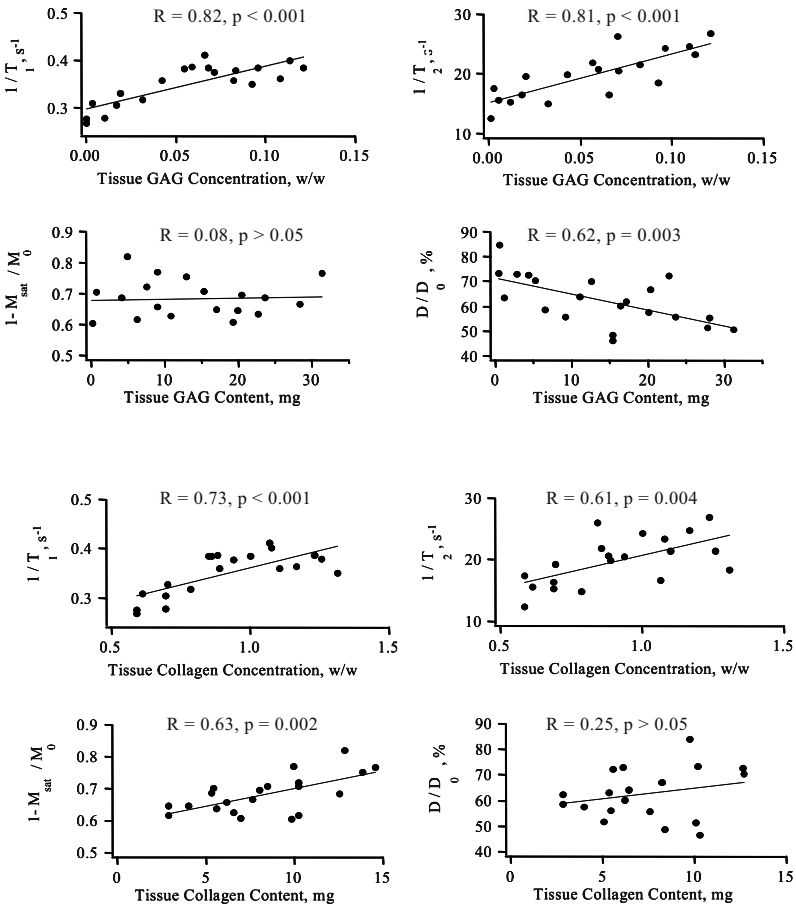 R = 0.82, p < 0.001
1 / T1, s-1
0.5
0.4
0.3
0.00 0.05 0.10 0.15
Tissue GAG Concentration, w/w
R = 0.81, p < 0.001
1 / T2, s-1
30
20
10
0.00 0.05 0.10 0.15
Tissue GAG Concentration, w/w
R = 0.08, p > 0.05
1- Msat / M0
0.9
0.8
0.7
0.6
0.5
0 10 20 30
Tissue GAG Content, mg
R = 0.62, p = 0.003
D / D0, %
90
80
70
60
50
40
0 10 20 30
Tissue GAG Content, mg
R = 0.73, p < 0.001
1 / T1, s-1
0.5
0.4
0.3
0.5 1.0 1.5
Tissue Collagen Concentration, w/w
R = 0.61, p = 0.004
1 / T2, s-1
30
20
10
0.5 1.0 1.5
Tissue Collagen Concentration, w/w
R = 0.63, p = 0.002
1- Msat / M0
0.9
0.8
0.7
0.6
0.5
0 5 10 15
Tissue Collagen Content, mg
R = 0.25, p > 0.05
D / D0, %
90
80
70
60
50
40
0 5 10 15
Tissue Collagen Content, mg